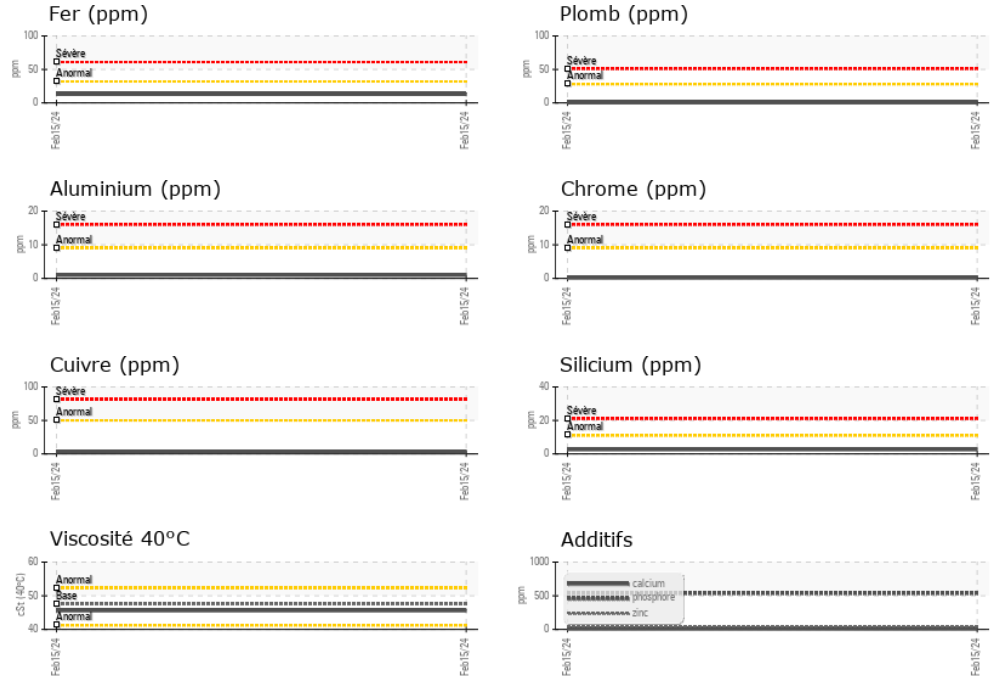 Fer (ppm)
100
50
0
ppm
Sévère
Anormal
Feb15/24
Feb15/24
Plomb (ppm)
100
50
0
ppm
Sévère
Anormal
Feb15/24
Feb15/24
Aluminium (ppm)
20
10
0
ppm
Sévère
Anormal
Feb15/24
Feb15/24
Chrome (ppm)
20
10
0
ppm
Sévère
Anormal
Feb15/24
Feb15/24
Cuivre (ppm)
100
50
0
ppm
Sévère
Anormal
Feb15/24
Feb15/24
Silicium (ppm)
40
20
0
ppm
Sévère
Anormal
Feb15/24
Feb15/24
Viscosité 40°C
60
50
40
cSt (40ºC)
Anormal
Base
Anormal
Feb15/24
Feb15/24
Additifs
1000
500
0
ppm
calcium
phosphore
zinc
Feb15/24
Feb15/24